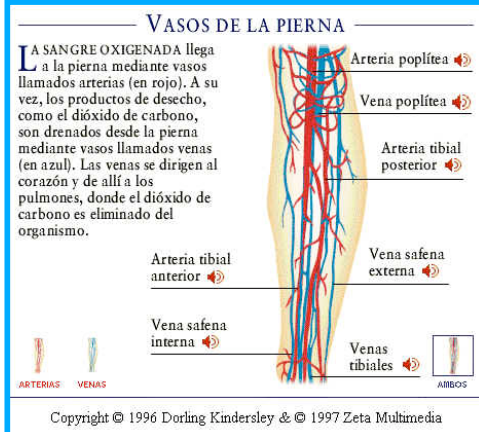 VASOS DE LA PIERNA
LA SANGRE OXIGENADA llega
a la pierna mediante vasos
llamados arterias (en rojo). A su
vez, los productos de desecho,
como el dióxido de carbono,
son drenados desde la pierna
mediante vasos llamados venas
(en azul). Las venas se dirigen al
corazón y de allí a los
pulmones, donde el dióxido de
carbono es eliminado del
organismo.
Arteria poplítea
Vena poplítea
Arteria tibial
posterior
Arteria tibial
anterior
Vena safena
externa
Vena safena
interna
Venas
tibiales
ARTERIAS
VENAS
AMBOS
Copyright © 1996 Dorling Kindersley & © 1997 Zeta Multimedia